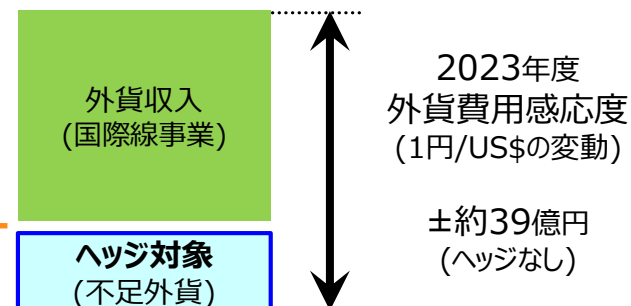 外貨収入
(国際線事業)
ヘッジ対象
(不足外貨)
2023年度
外貨費用感応度
(1円/US$の変動)
±約39億円
(ヘッジなし)